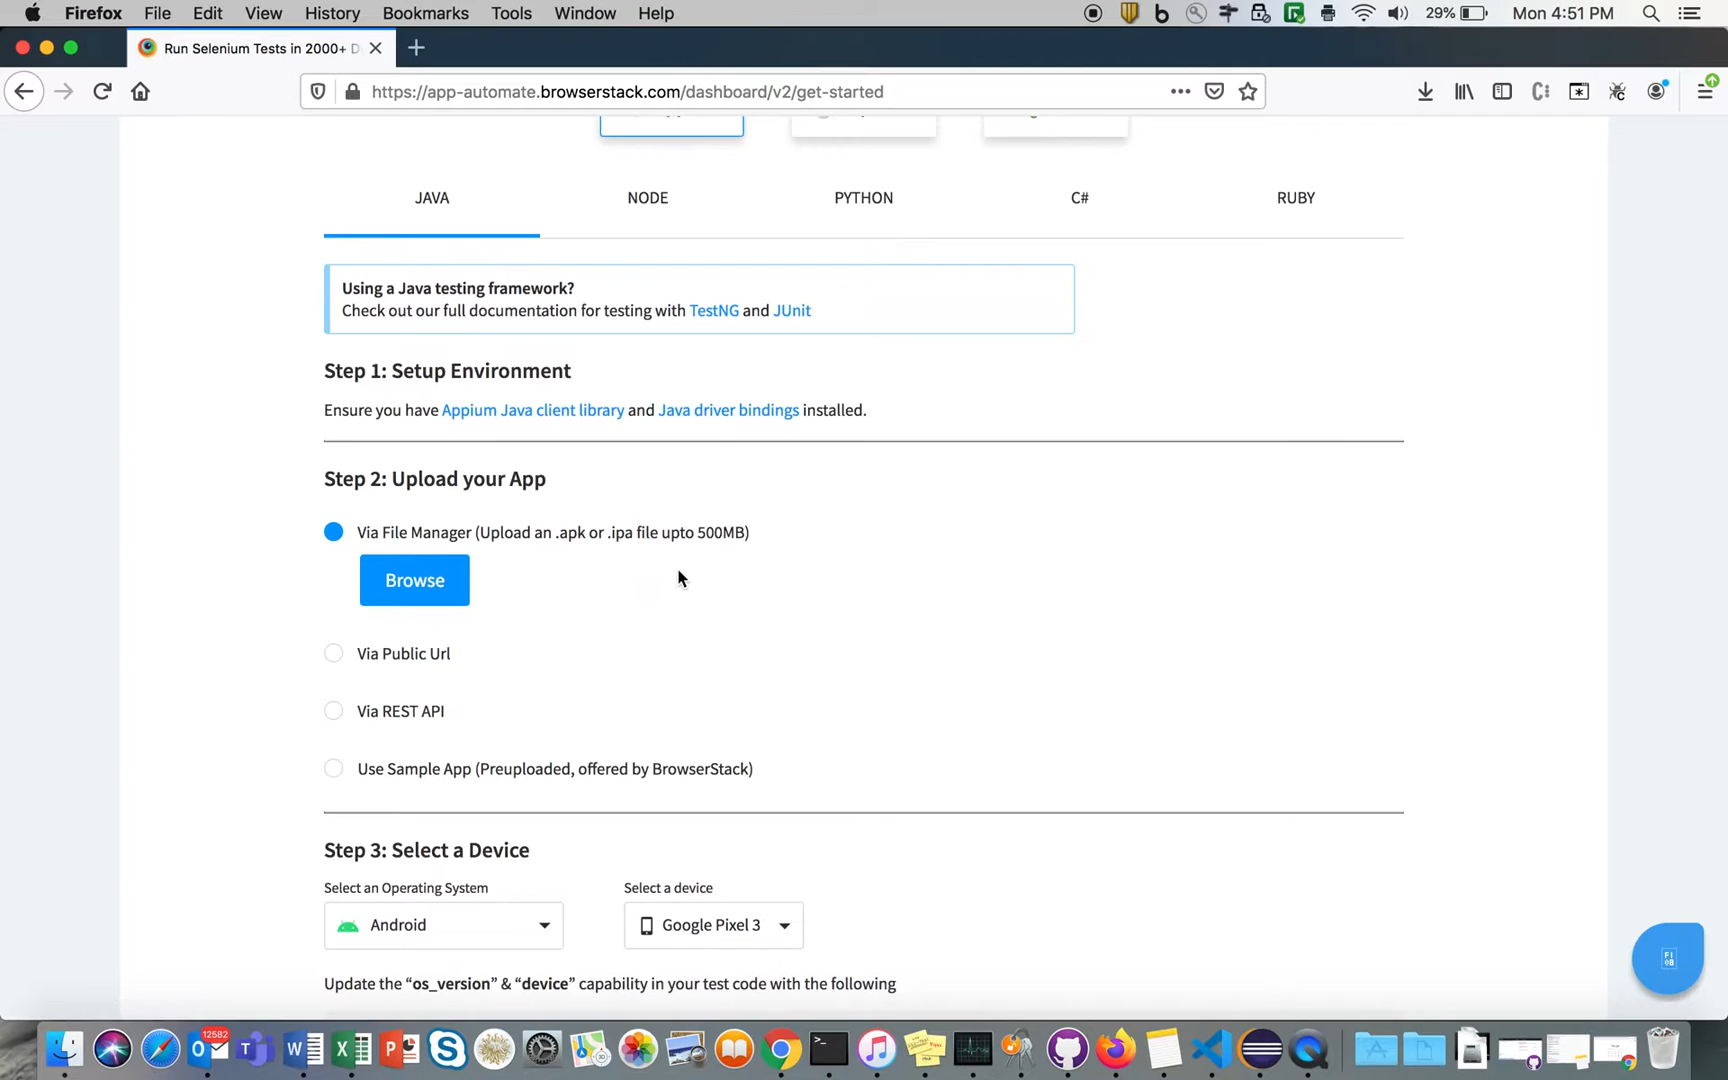 Firefox File Edit View History Bookmarks Tools Window Help 29% Mon 4:51 PM
Run Selenium Tests in 2000+ D
https://app-automate.browserstack.com/dashboard/v2/get-started
JAVA NODE PYTHON C# RUBY
Using a Java testing framework?
Check out our full documentation for testing with TestNG and JUnit
Step 1: Setup Environment
Ensure you have Appium Java client library and Java driver bindings installed.
Step 2: Upload your App
Via File Manager (Upload an .apk or .ipa file upto 500MB)
Browse
Via Public Url
Via REST API
Use Sample App (Preuploaded, offered by BrowserStack)
Step 3: Select a Device
Select an Operating System Select a device
Android Google Pixel 3
Update the “os_version” & “device” capability in your test code with the following
12582